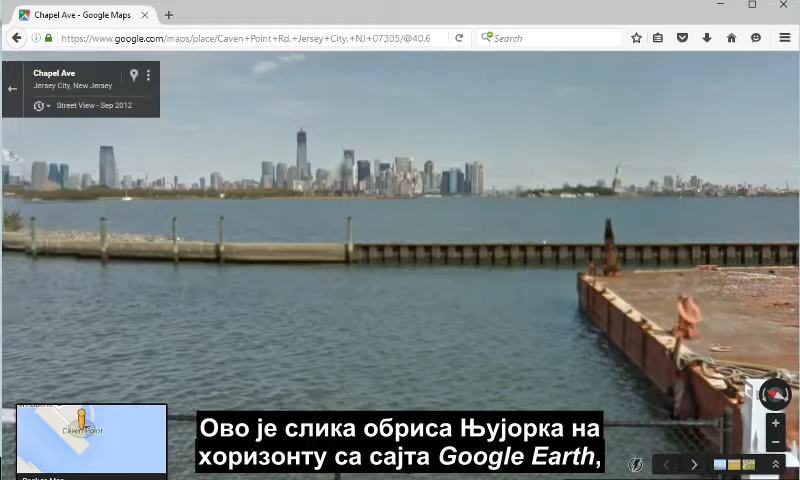 Chapel Ave - Google Maps
https://www.google.com/maps/place/Caven+Point+Rd,+Jersey+City,+NJ+07305/@40.6
Search
Chapel Ave
Jersey City, New Jersey
Street View - Sep 2012
Caven Point
Ово је слика обриса Њујорка на
хоризонту са сајта Google Earth,